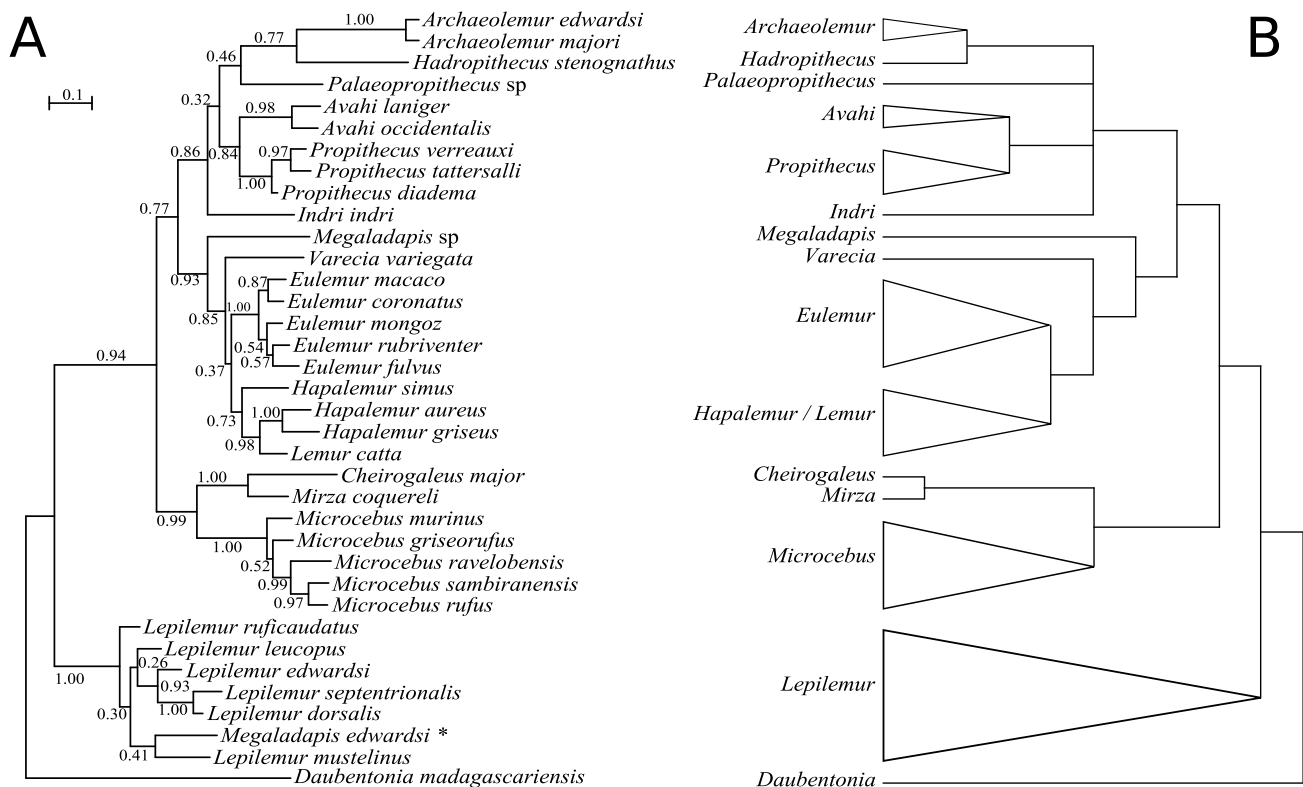 A
0.1
1.00
Archaeolemur edwardsi
0.77
Archaeolemur majori
0.46
Hadropithecus stenognathus
Palaeopropithecus sp
0.32
0.98
Avahi laniger
Avahi occidentalis
0.86
0.84
0.97
Propithecus verreauxi
Propithecus tattersalli
1.00
Propithecus diadema
0.77
Indri indri
Megaladapis sp
0.93
Varecia variegata
0.87
Eulemur macaco
Eulemur coronatus
0.85
1.00
Eulemur mongoz
0.54
Eulemur rubriventer
0.57
Eulemur fulvus
0.94
0.37
Hapalemur simus
0.73
1.00
Hapalemur aureus
Hapalemur griseus
0.98
Lemur catta
1.00
Cheirogaleus major
Mirza coquereli
0.99
Microcebus murinus
1.00
Microcebus griseorufus
0.52
Microcebus ravelobensis
0.99
Microcebus sambiranensis
0.97
Microcebus rufus
Lepilemur ruficaudatus
Lepilemur leucopus
0.26
Lepilemur edwardsi
1.00
0.93
Lepilemur septentrionalis
0.30
1.00
Lepilemur dorsalis
Megaladapis edwardsi *
0.41
Lepilemur mustelinus
Daubentonia madagascariensis
B
Archaeolemur
Hadropithecus
Palaeopropithecus
Avahi
Propithecus
Indri
Megaladapis
Varecia
Eulemur
Hapalemur / Lemur
Cheirogaleus
Mirza
Microcebus
Lepilemur
Daubentonia